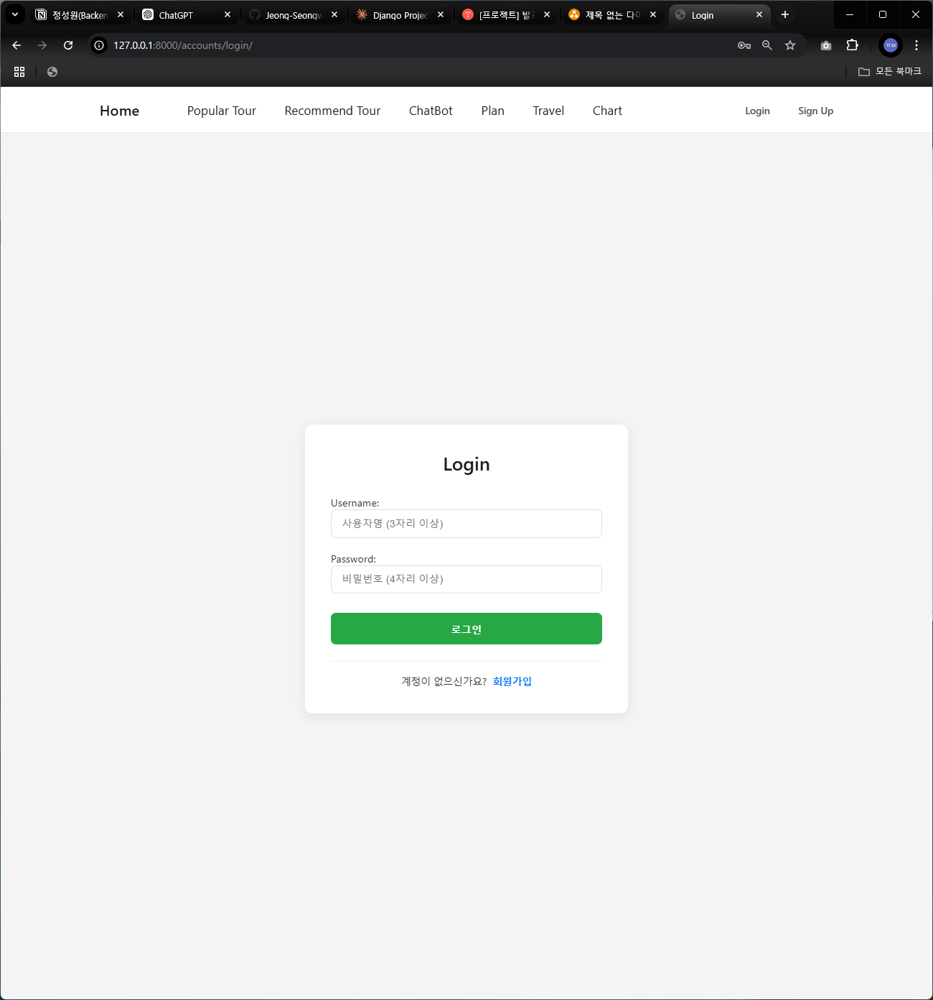 정성원(Backen
ChatGPT
Jeong-Seongw
Django Projec
[프로젝트] 발표
제목 없는 다이
Login
127.0.0.1:8000/accounts/login/
모든 북마크
Home
Popular Tour
Recommend Tour
ChatBot
Plan
Travel
Chart
Login
Sign Up
Login
Username:
사용자명 (3자리 이상)
Password:
비밀번호 (4자리 이상)
로그인
계정이 없으신가요? 회원가입